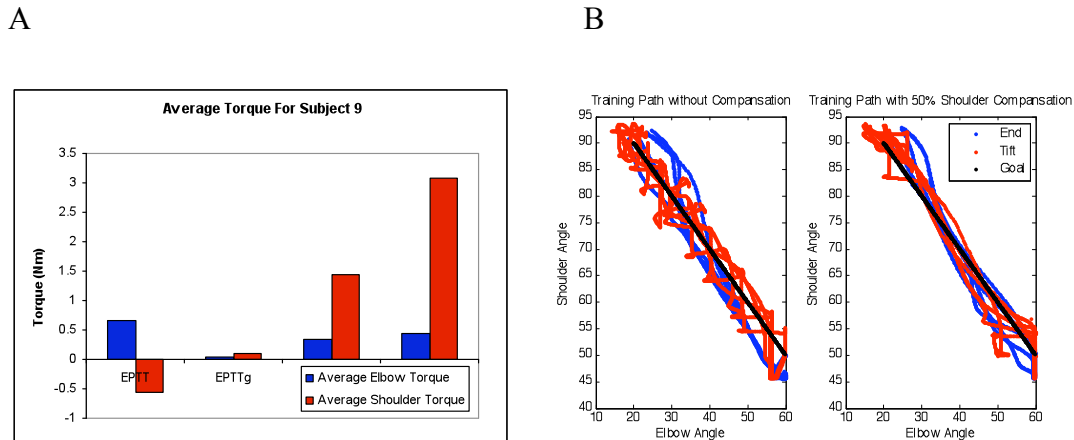 A
B
Average Torque For Subject 9
3.5
3
2.5
2
1.5
1
0.5
0
-0.5
-1
Torque (Nm)
EPTT
EPTTg
Average Elbow Torque
Average Shoulder Torque
Training Path without Compansation
95
90
85
80
75
70
65
60
55
50
45
40
Shoulder Angle
10 20 30 40 50 60
Elbow Angle
Training Path with 50% Shoulder Compansation
End
Tift
Goal
95
90
85
80
75
70
65
60
55
50
45
40
Shoulder Angle
10 20 30 40 50 60
Elbow Angle